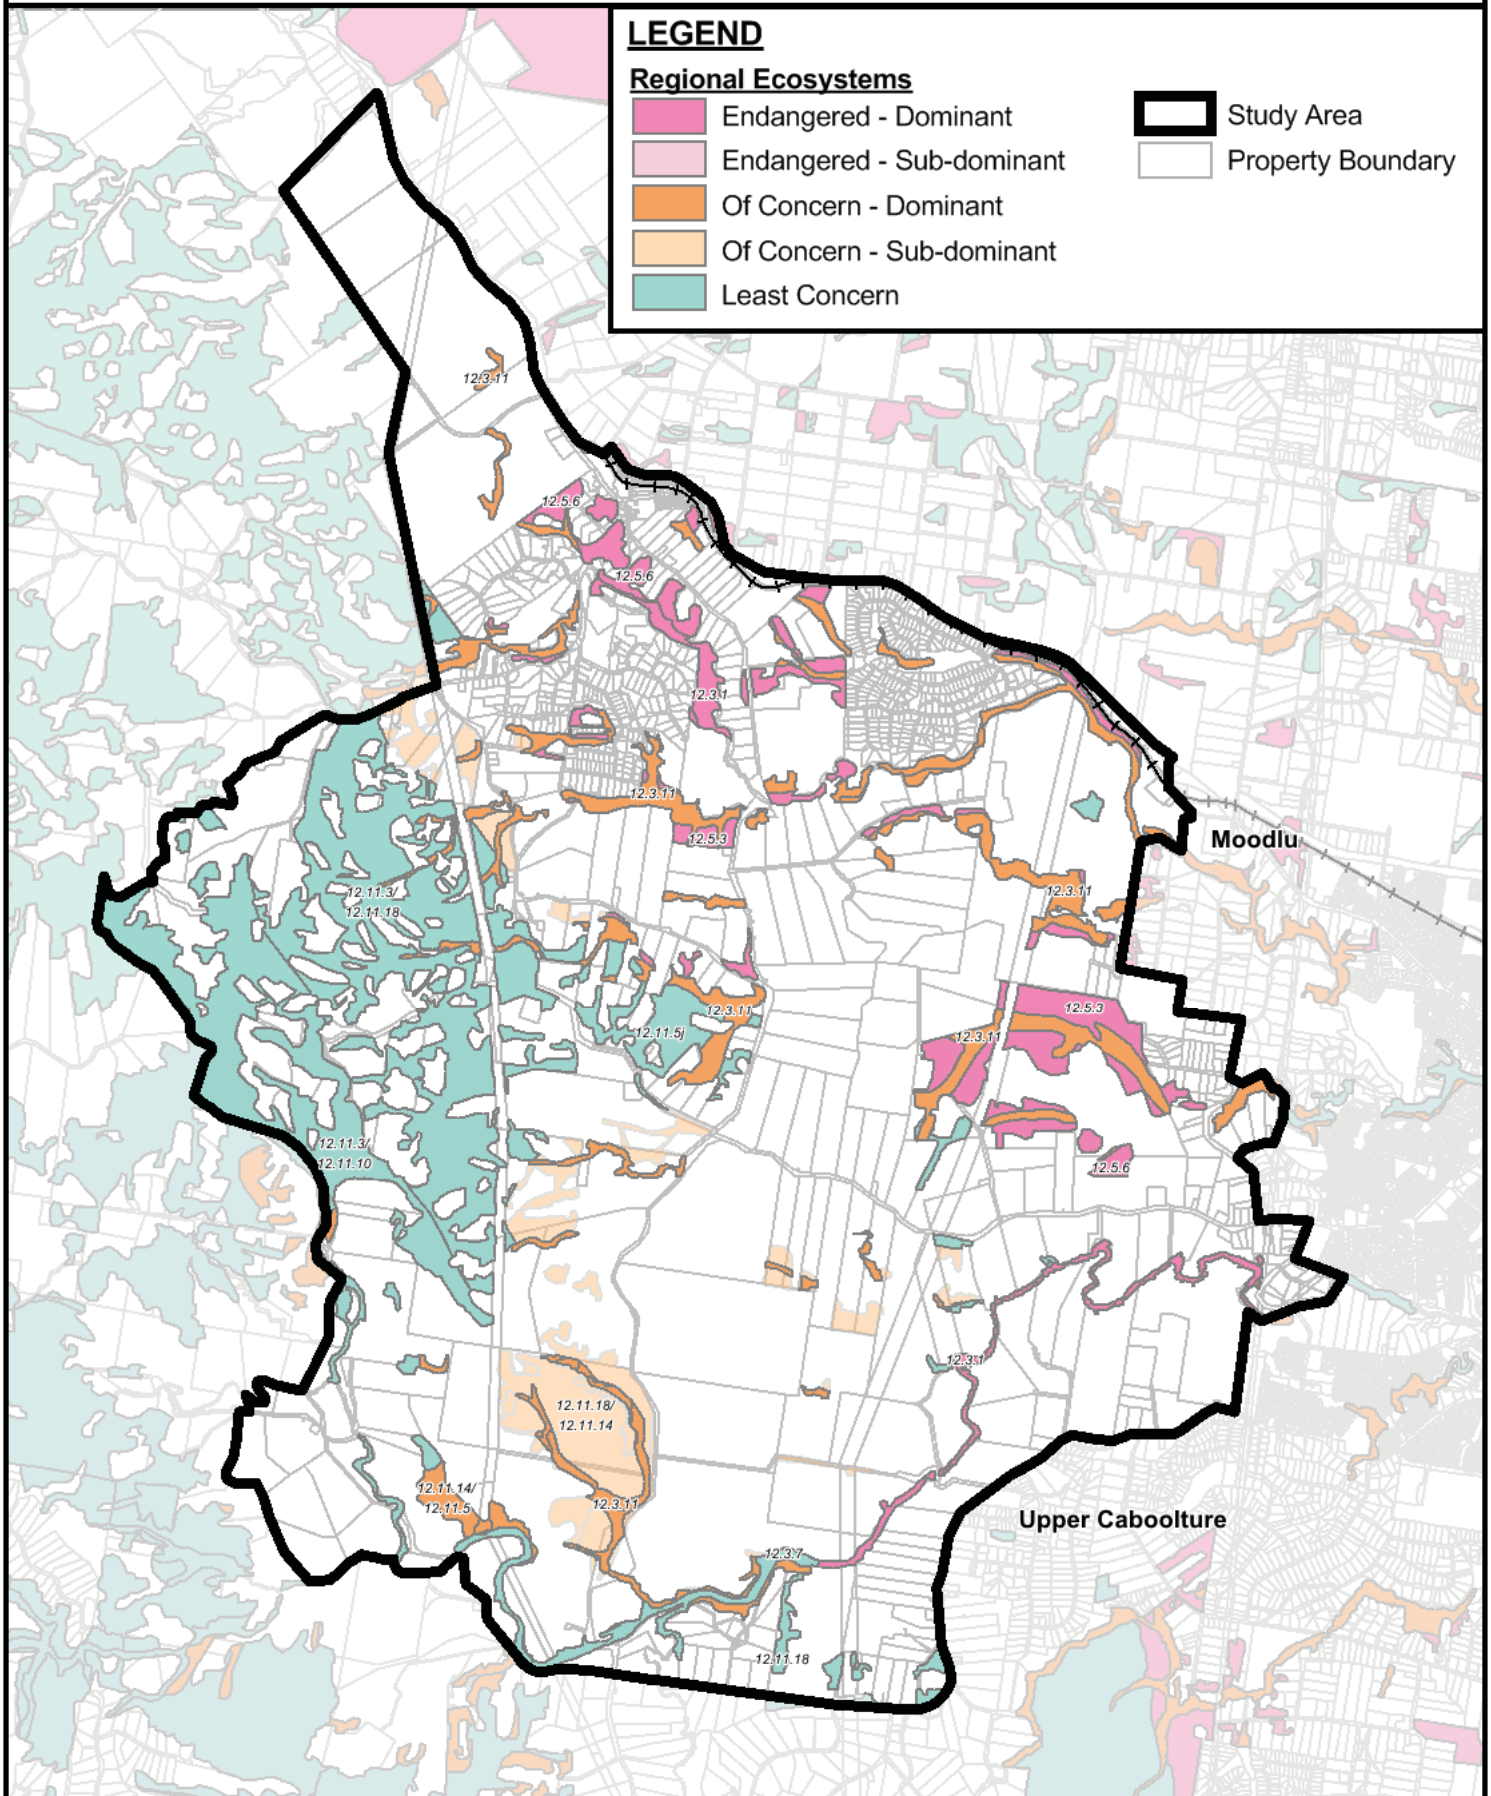 LEGEND
Regional Ecosystems
Endangered - Dominant
Endangered - Sub-dominant
Of Concern - Dominant
Of Concern - Sub-dominant
Least Concern
Study Area
Property Boundary
12.3.11
12.5.6
12.5.6
12.3.1
12.3.11
12.5.3
Moodlu
12.11.3/
12.11.18
12.3.11
12.3.11
12.11.5j
12.5.3
12.3.11
12.11.3/
12.11.10
12.5.6
12.3.1
12.11.18/
12.11.14
12.11.14/
12.11.5
12.3.11
Upper Caboolture
12.3.7
12.11.18